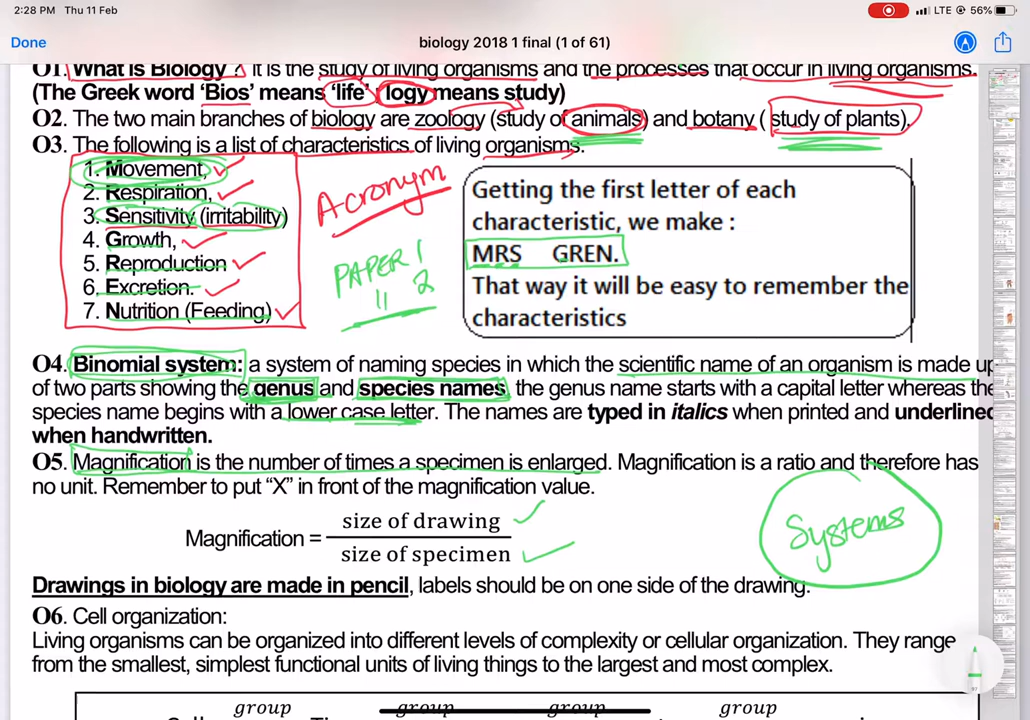 2:28 PM Thu 11 Feb LTE 56%
Done biology 2018 1 final (1 of 61)
O1. What is Biology ? It is the study of living organisms and the processes that occur in living organisms.
(The Greek word ‘Bios’ means ‘life’ logy means study)
O2. The two main branches of biology are zoology (study of animals) and botany ( study of plants).
O3. The following is a list of characteristics of living organisms.
1. Movement,
2. Respiration,
3. Sensitivity (irritability)
4. Growth,
5. Reproduction
6. Excretion.
7. Nutrition (Feeding)
Acronym
PAPER 1
11 2
Getting the first letter of each
characteristic, we make :
MRS GREN.
That way it will be easy to remember the
characteristics
O4. Binomial system: a system of naming species in which the scientific name of an organism is made up
of two parts showing the genus and species names, the genus name starts with a capital letter whereas the
species name begins with a lower case letter. The names are typed in italics when printed and underlined
when handwritten.
O5. Magnification is the number of times a specimen is enlarged. Magnification is a ratio and therefore has
no unit. Remember to put “X” in front of the magnification value.
size of drawing
Magnification =
size of specimen
Systems
Drawings in biology are made in pencil, labels should be on one side of the drawing.
O6. Cell organization:
Living organisms can be organized into different levels of complexity or cellular organization. They range
from the smallest, simplest functional units of living things to the largest and most complex.
group group group group